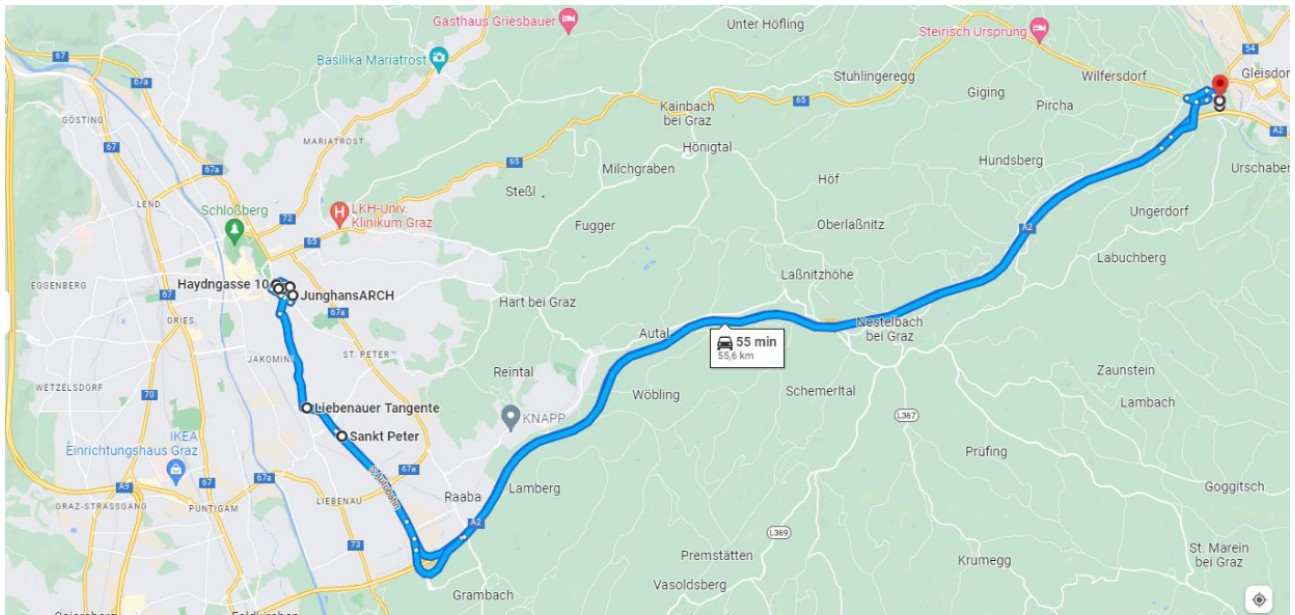 Gasthaus Griesbauer
Unter Höfling
Steirisch Ursprung
67
67a
54
Basilika Mariatrost
Stuhlingeregg
Wilfersdorf
Gleisdorf
Giging
Pircha
65
Kainbach
bei Graz
GÖSTING
MARIATROST
67
67a
Hönigtal
Hundsberg
A2
Urschaber
65
Milchgraben
Höf
Steßl
LEND
Schloßberg
72
LKH-Univ.
Klinikum Graz
Fugger
Oberlaßnitz
Ungerdorf
A2
65
Labuchberg
Laßnitzhöhe
EGGENBERG
Haydngasse 10
JunghansARCH
67
Hart bei Graz
67a
GRIES
Autal
Nestelbach
bei Graz
55 min
55,6 km
JAKOMINI
ST. PETER
Reintal
Zaunstein
WETZELSDORF
70
Wöbling
Schemerltal
Lambach
Liebenauer Tangente
KNAPP
L367
Sankt Peter
IKEA
Einrichtungshaus Graz
Prüfing
67a
67a
A9
LIEBENAU
Raaba
Lamberg
Goggitsch
GRAZ-STRASSGANG
67
PUNTIGAM
A2
L369
73
Premstätten
Krumegg
St. Marein
bei Graz
Vasoldsberg
Grambach